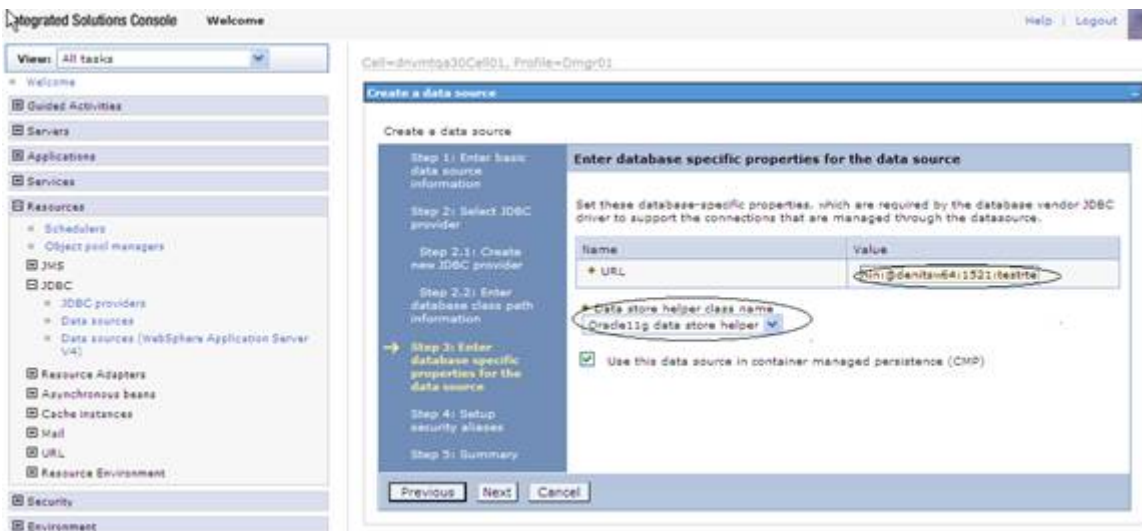 Integrated Solutions Console Welcome Help | Logout
View: All tasks
Welcome
Guided Activities
Servers
Applications
Services
Resources
Schedulers
Object pool managers
JMS
JDBC
JDBC providers
Data sources
Data sources (WebSphere Application Server V4)
Resource Adapters
Asynchronous beans
Cache instances
Mail
URL
Resource Environment
Security
Environment
Cell=dnvmtqa30Cell01, Profile=Dmgr01
Create a data source
Create a data source
Step 1: Enter basic data source information
Step 2: Select JDBC provider
Step 2.1: Create new JDBC provider
Step 2.2: Enter database class path information
Step 3: Enter database specific properties for the data source
Step 4: Setup security aliases
Step 5: Summary
Enter database specific properties for the data source
Set these database-specific properties, which are required by the database vendor JDBC
driver to support the connections that are managed through the datasource.
Name Value
URL :1521:testrte
Data store helper class name
Oracle11g data store helper
Use this data source in container managed persistence (CMP)
Previous Next Cancel